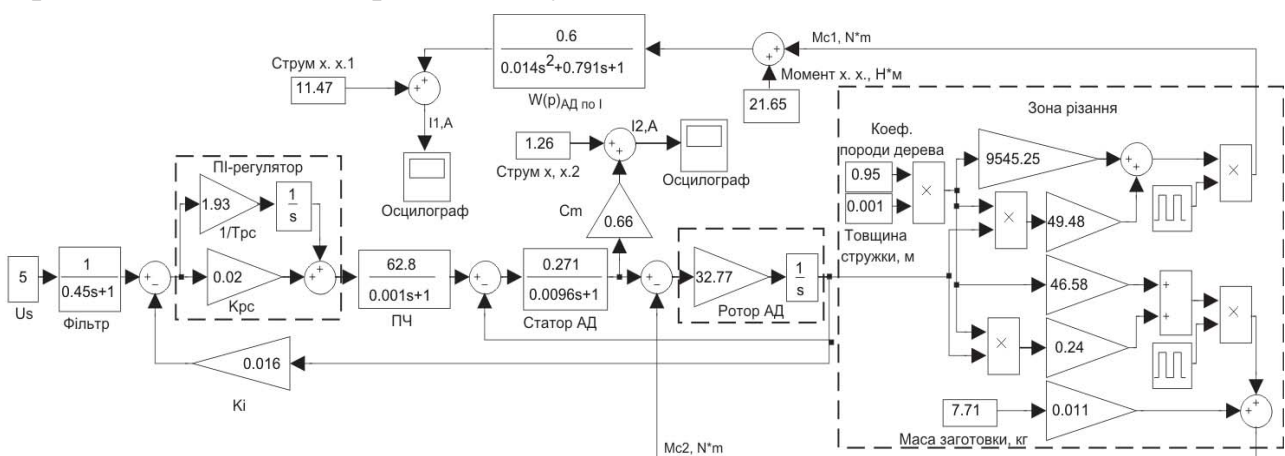 Mc1, N*m
0.6
0.014s²+0.791s+1
W(p)АД по I
Струм х. х.1
11.47
++
I1,A
Осцилограф
++
Момент х. х., Н*м
21.65
1.26
Струм х, х.2
++
I2,A
Осцилограф
Cm
0.66
Зона різання
Коеф.
породи дерева
0.95
0.001
×
Товщина
стружки, м
9545.25
++
×
×
49.48
46.58
+
+
×
×
0.24
7.71
0.011
++
Маса заготовки, кг
ПІ-регулятор
1.93
1/Tpc
1
s
0.02
Kpc
++
5
Us
1
0.45s+1
Фільтр
62.8
0.001s+1
ПЧ
0.271
0.0096s+1
Статор АД
32.77
1
s
Ротор АД
0.016
Ki
Mc2, N*m